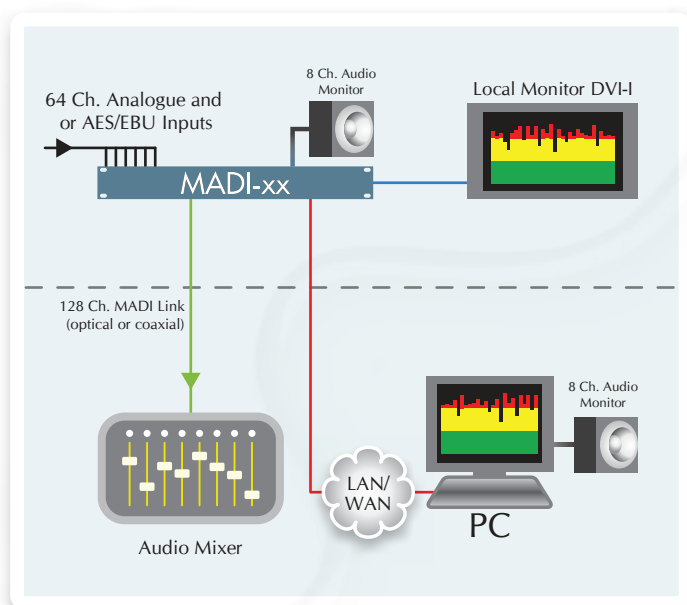 8 Ch. Audio
Monitor
Local Monitor DVI-I
64 Ch. Analogue and
or AES/EBU Inputs
MADI-xx
128 Ch. MADI Link
(optical or coaxial)
8 Ch. Audio
Monitor
LAN/
WAN
PC
Audio Mixer